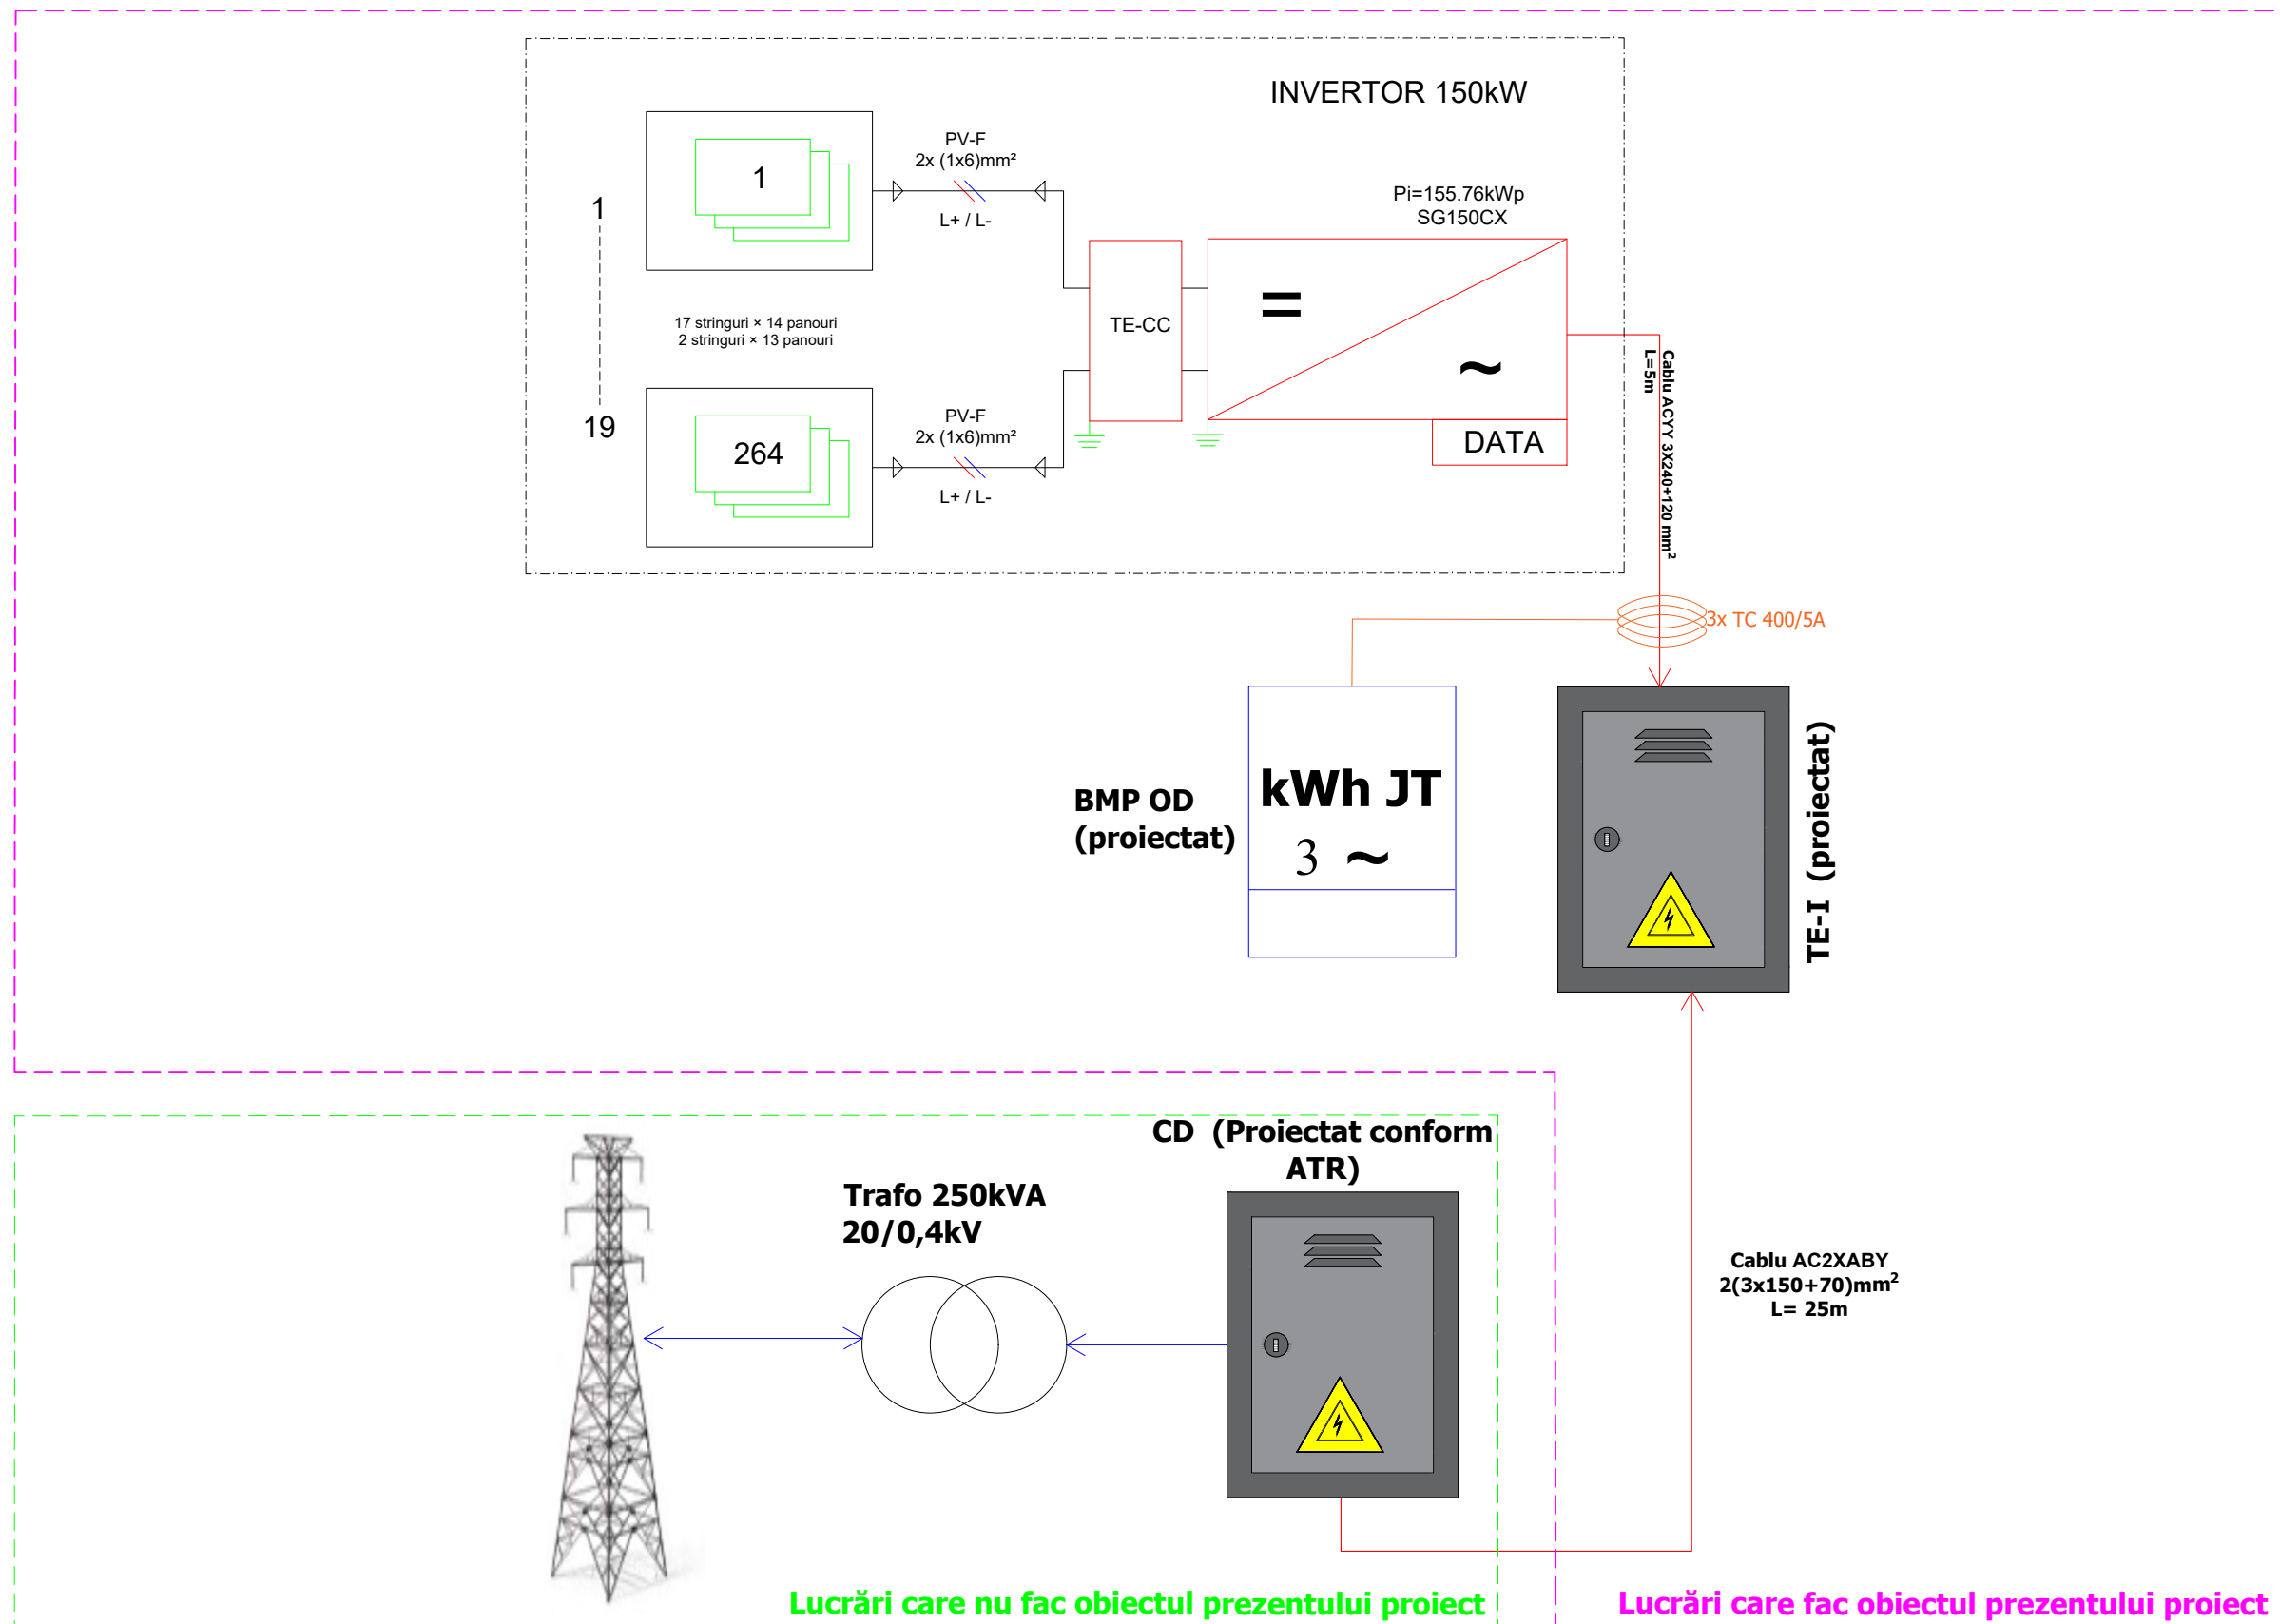 INVERTOR 150kW
PV-F
2x (1x6)mm²
L+ / L-
1
1
Pi=155.76kWp
SG150CX
17 stringuri × 14 panouri
2 stringuri × 13 panouri
TE-CC
=
~
DATA
19
264
PV-F
2x (1x6)mm²
L+ / L-
Cablu ACYY 3X240+120 mm²
L=5m
3x TC 400/5A
BMP OD
(proiectat)
kWh JT
3 ~
TE-I (proiectat)
CD (Proiectat conform
ATR)
Trafo 250kVA
20/0,4kV
Cablu AC2XABY
2(3x150+70)mm²
L= 25m
Lucrări care nu fac obiectul prezentului proiect
Lucrări care fac obiectul prezentului proiect